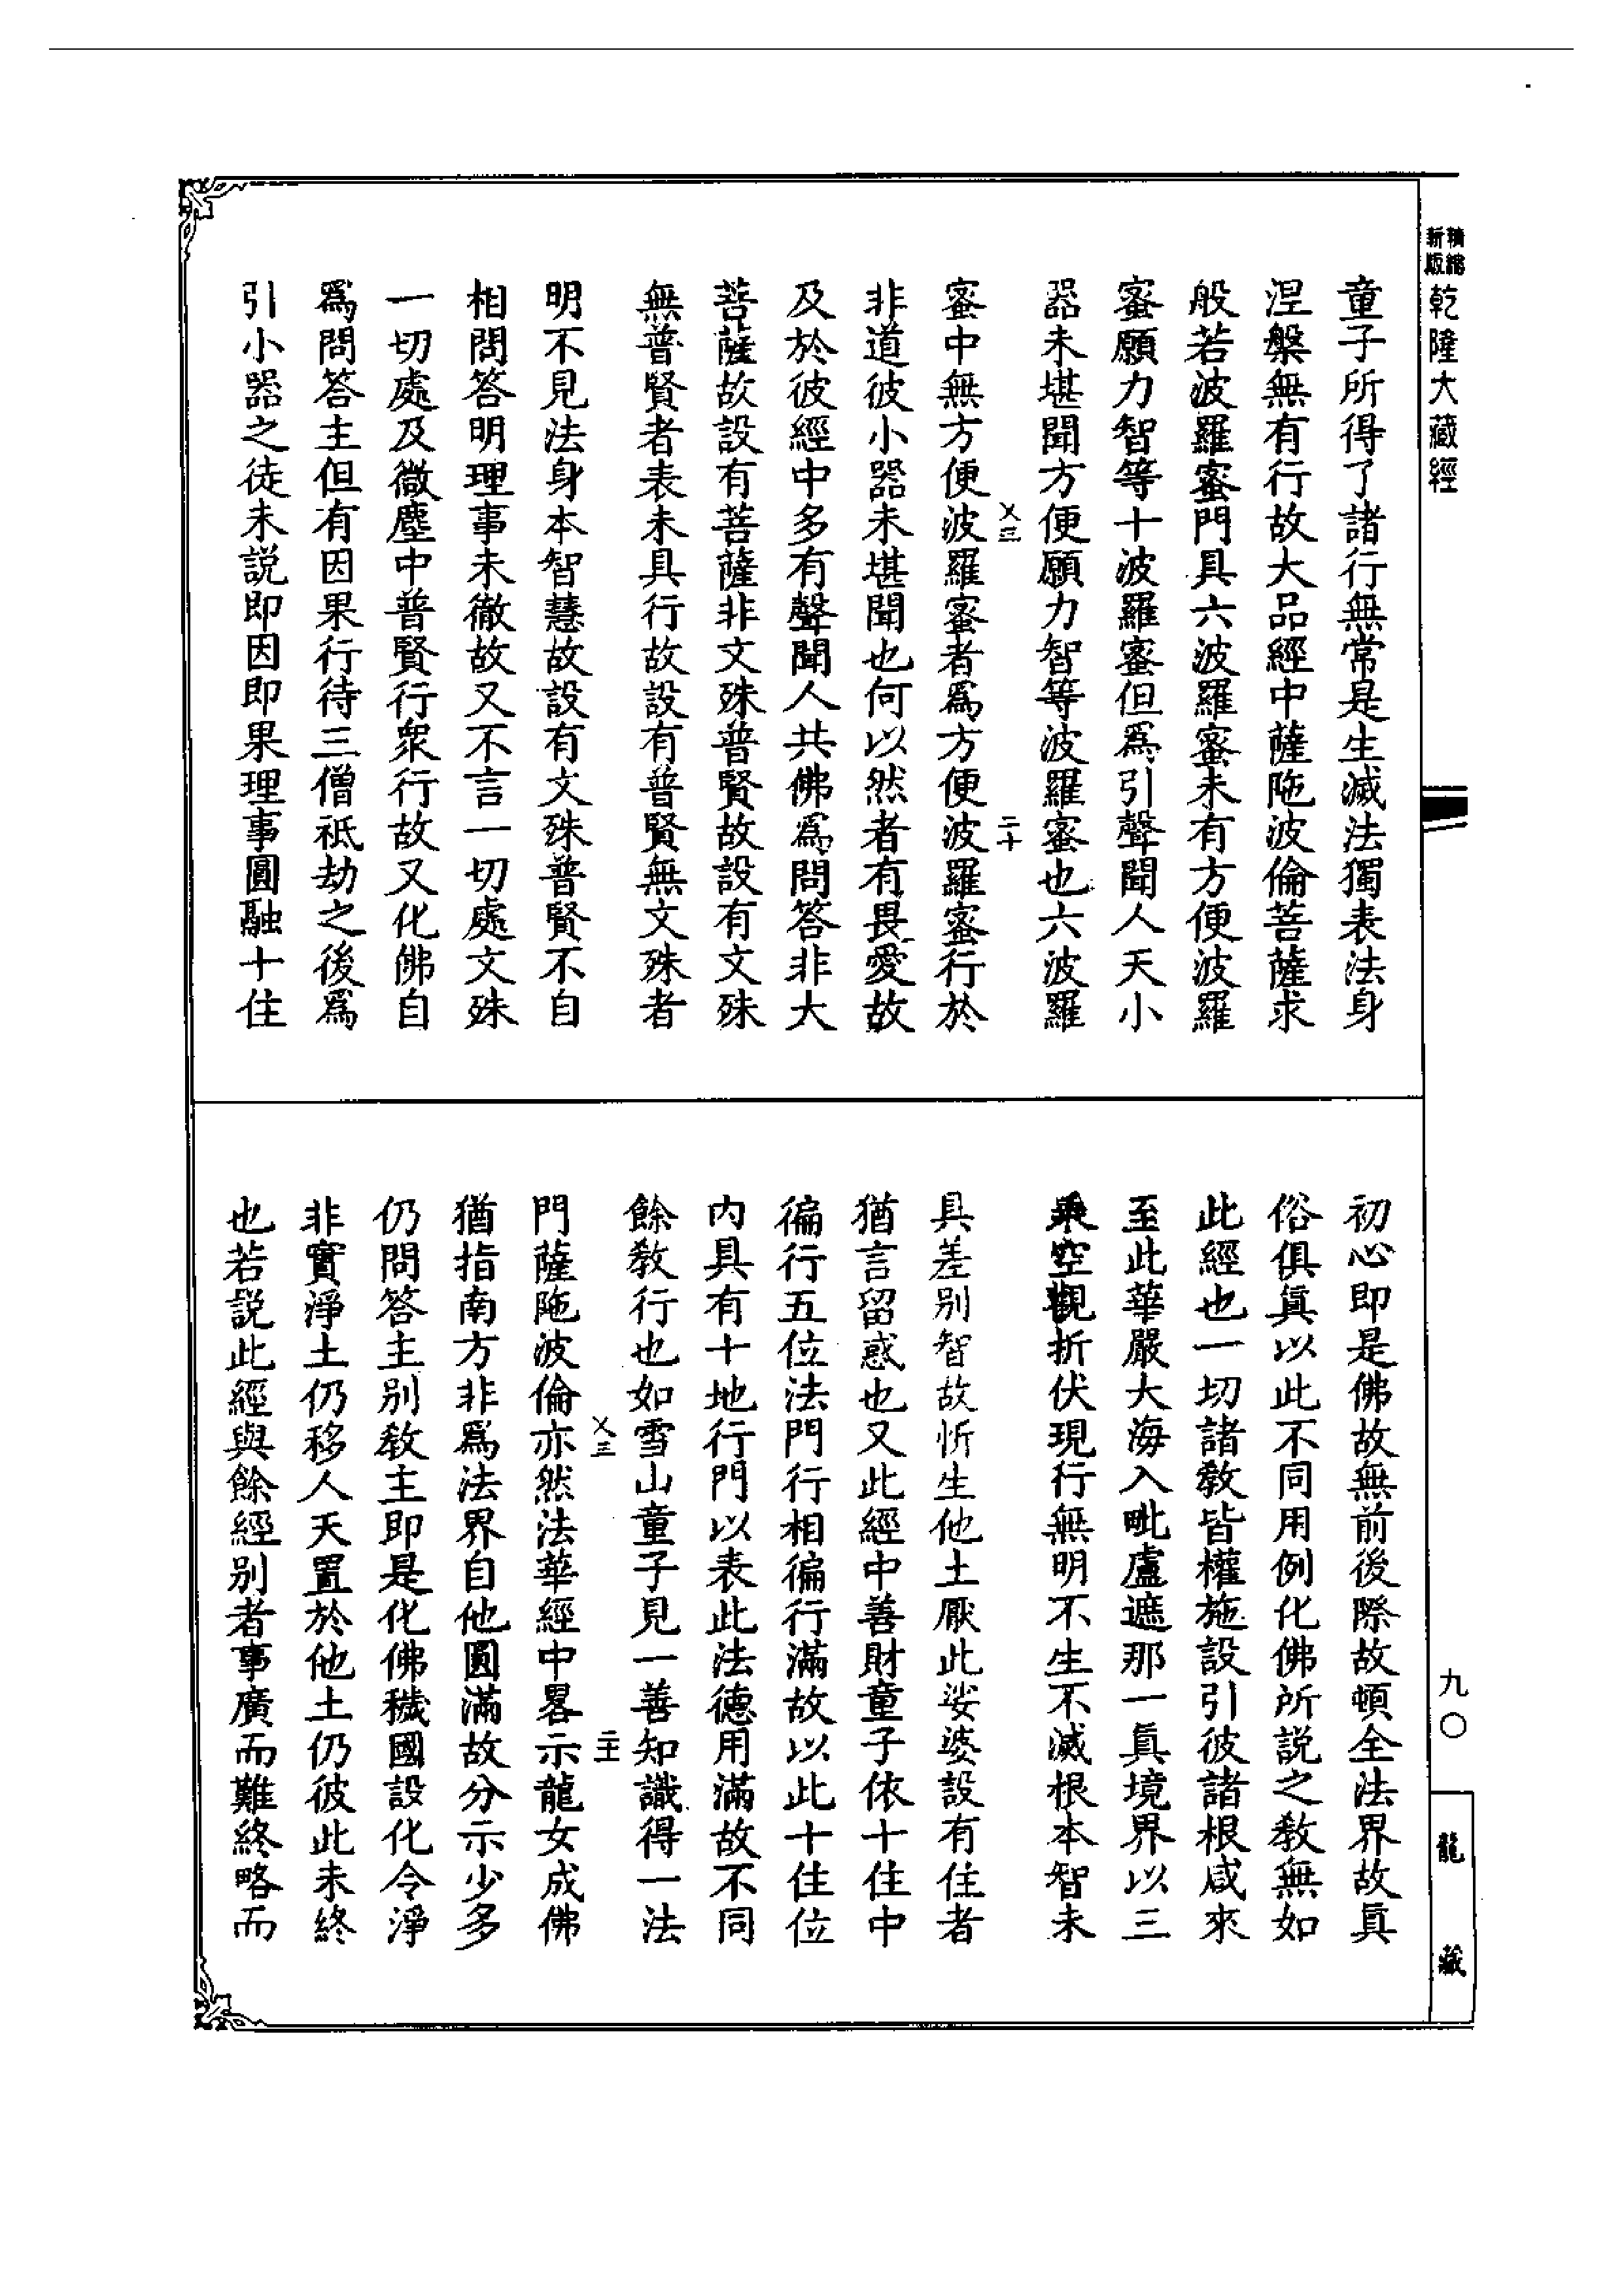 精縮
新版
乾隆大藏經
童子所得了諸行無常是生滅法獨表法身
涅槃無有行故大品經中薩陁波倫菩薩求
般若波羅蜜門具六波羅蜜未有方便波羅
蜜願力智等十波羅蜜但爲引聲聞人天小
器未堪聞方便願力智等波羅蜜也六波羅
乂三
二十
蜜中無方便波羅蜜者爲方便波羅蜜行於
非道彼小器未堪聞也何以然者有畏愛故
及於彼經中多有聲聞人共佛爲問答非大
菩薩故設有菩薩非文殊普賢故設有文殊
無普賢者表未具行故設有普賢無文殊者
明不見法身本智慧故設有文殊普賢不自
相問答明理事未徹故又不言一切處文殊
一切處及微塵中普賢行衆行故又化佛自
爲問答主但有因果行待三僧祇劫之後爲
引小器之徒未説即因即果理事圓融十住
初心即是佛故無前後際故頓全法界故眞
俗俱眞以此不同用例化佛所説之教無如
此經也一切諸教皆權施設引彼諸根咸來
至此華嚴大海入毗盧遮那一眞境界以三
乘空觀折伏現行無明不生不滅根本智未
具差别智故忻生他土厭此娑婆設有住者
猶言留惑也又此經中善財童子依十住中
徧行五位法門行相徧行滿故以此十住位
内具有十地行門以表此法德用滿故不同
餘教行也如雪山童子見一善知識得一法
乂三
二十一
門薩陁波倫亦然法華經中畧示龍女成佛
猶指南方非爲法界自他圓滿故分示少多
仍問答主别教主即是化佛穢國設化令淨
非實淨土仍移人天置於他土仍彼此未終
也若説此經與餘經别者事廣而難終略而
九〇
龍藏